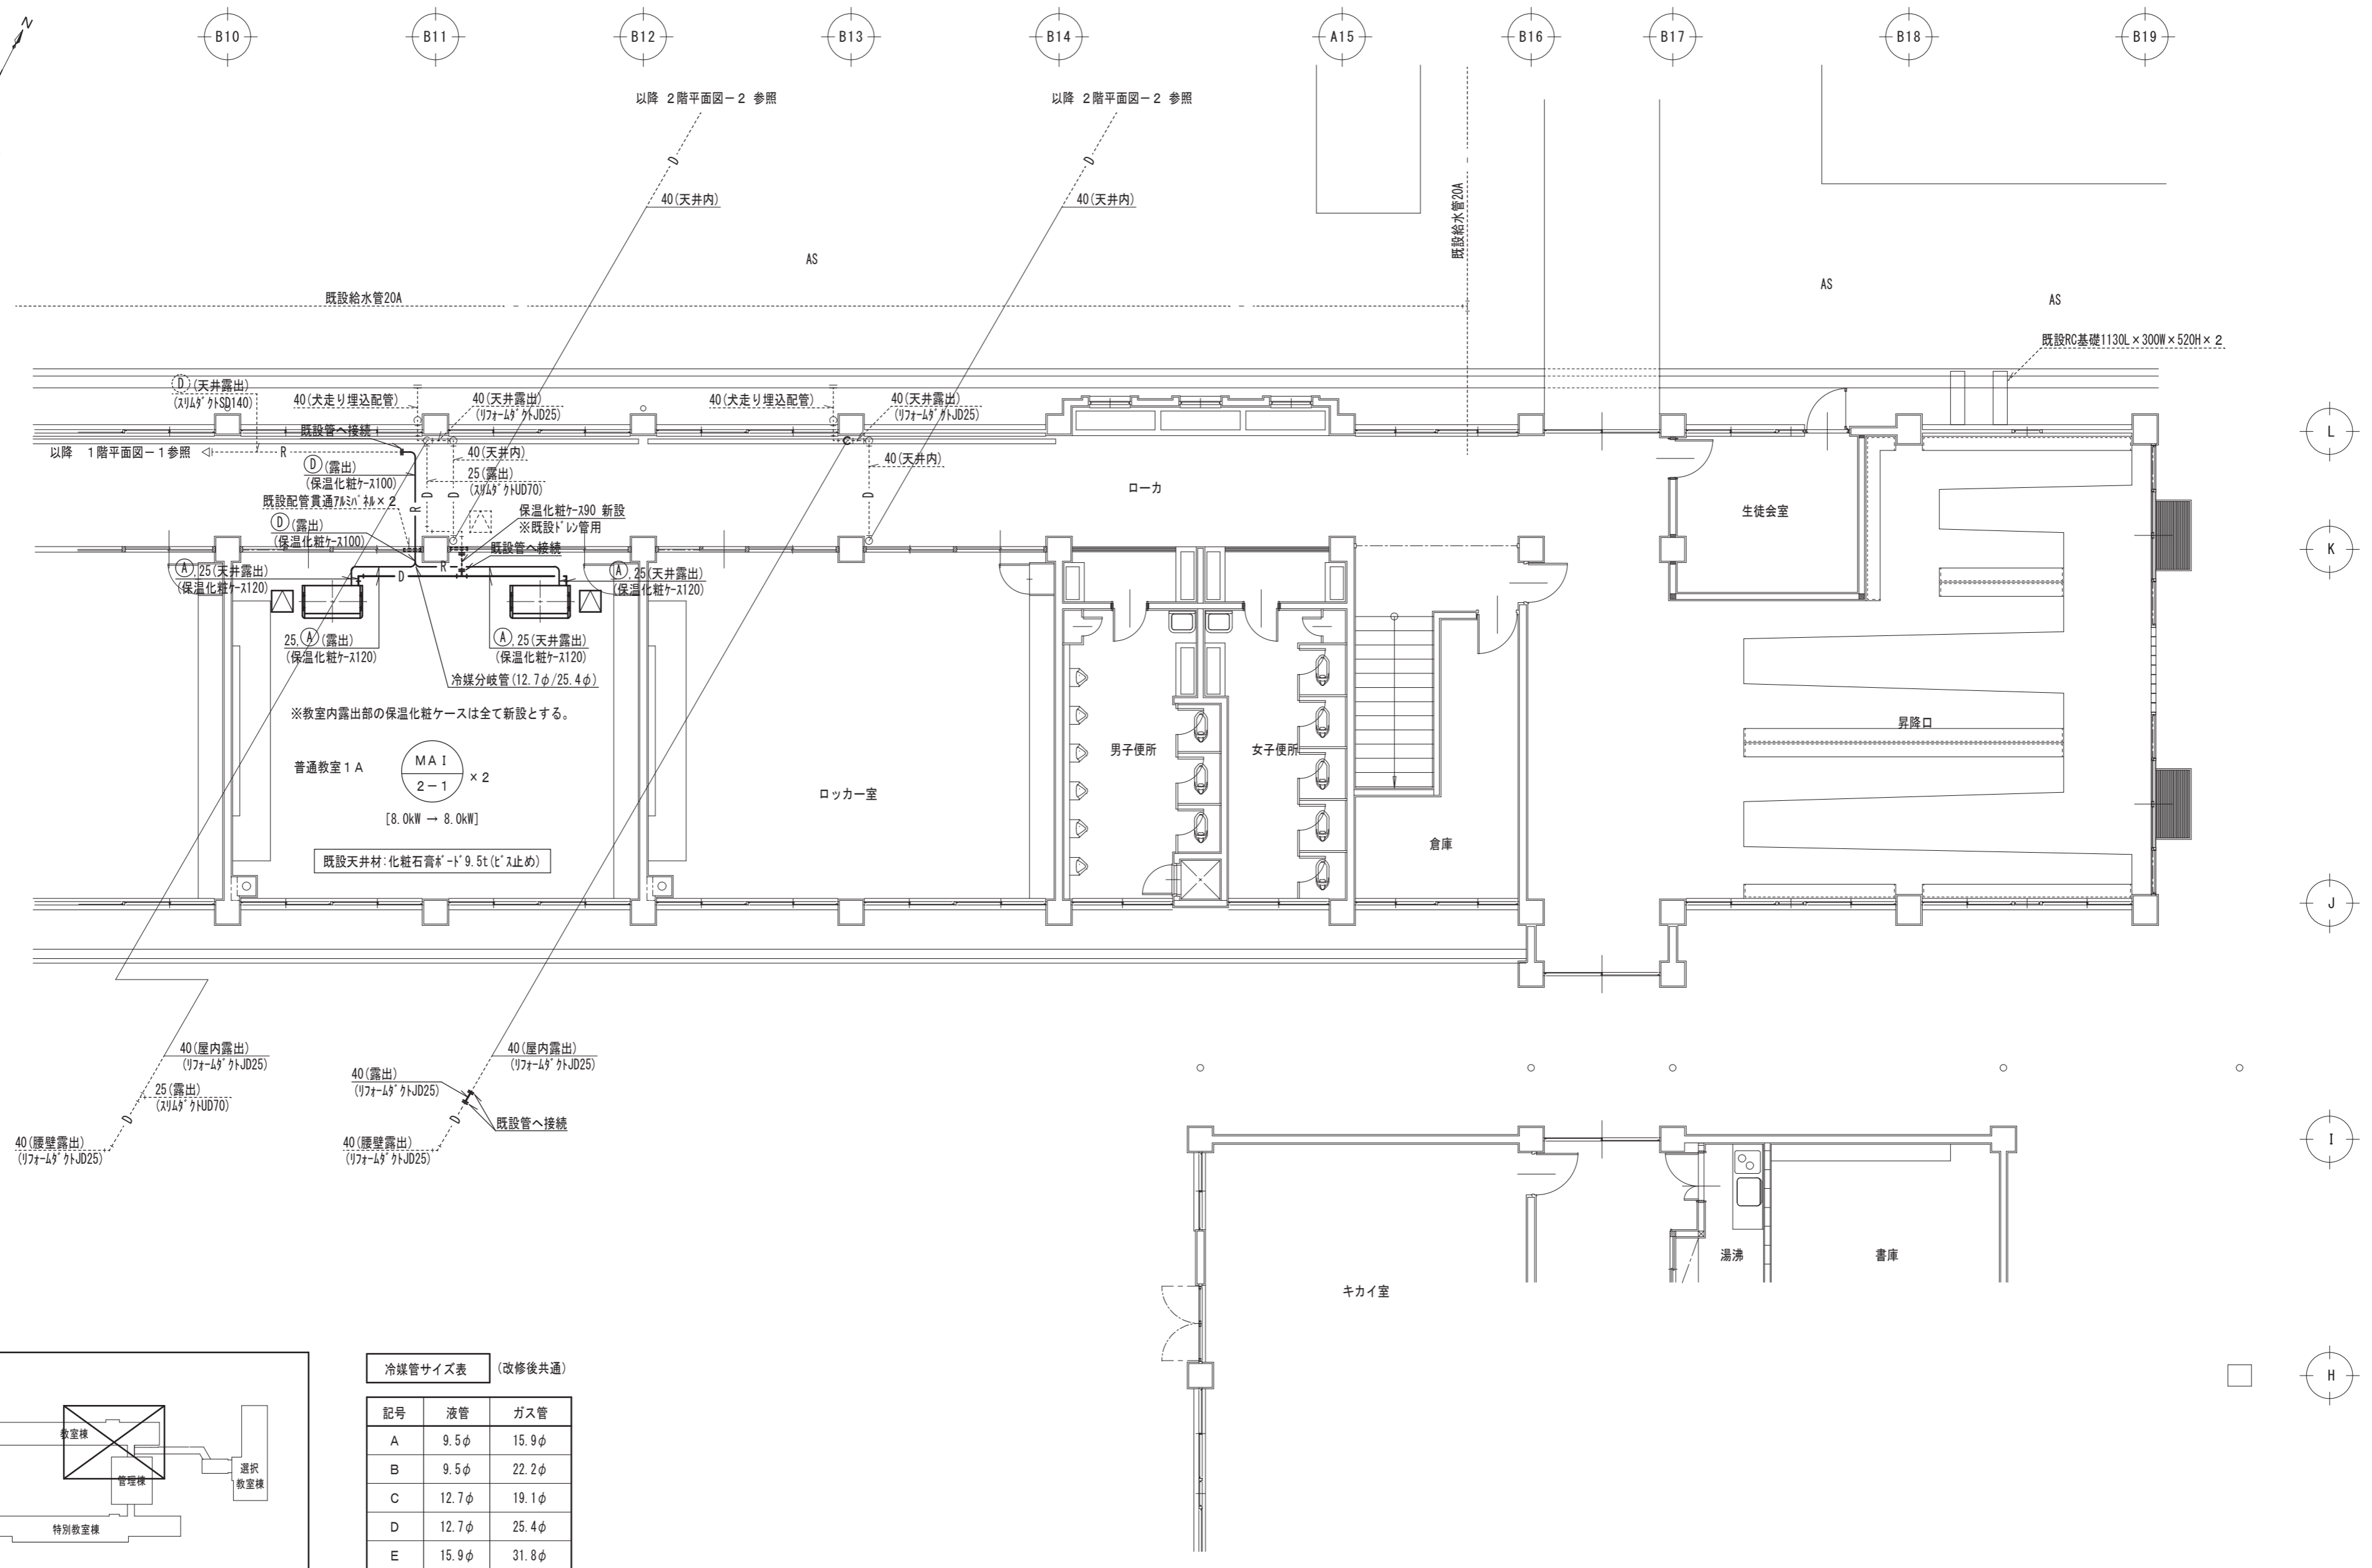 N
B10
B11
B12
B13
B14
A15
B16
B17
B18
B19
以降 2階平面図－2 参照
以降 2階平面図－2 参照
D
D
40(天井内)
40(天井内)
既設給水管20A
AS
AS
AS
既設給水管20A
既設RC基礎1130L×300W×520H×2
D (天井露出)
(ｽﾘﾑﾀﾞｸﾄSD140)
40(犬走り埋込配管)
40(天井露出)
(ﾘﾌｫｰﾑﾀﾞｸﾄJD25)
40(犬走り埋込配管)
40(天井露出)
(ﾘﾌｫｰﾑﾀﾞｸﾄJD25)
L
既設管へ接続
C
以降 1階平面図－1参照
R
40(天井内)
40(天井内)
D (露出)
(保温化粧ｹｰｽ100)
25(露出)
(ｽﾘﾑﾀﾞｸﾄUD70)
既設配管貫通ｱﾙﾐﾊﾟﾈﾙ×2
R
D
D
D
ローカ
生徒会室
保温化粧ｹｰｽ90 新設
※既設ﾄﾞﾚﾝ管用
D (露出)
(保温化粧ｹｰｽ100)
既設管へ接続
K
A, 25(天井露出)
(保温化粧ｹｰｽ120)
D
R
A, 25(天井露出)
(保温化粧ｹｰｽ120)
25, A (露出)
(保温化粧ｹｰｽ120)
A, 25(天井露出)
(保温化粧ｹｰｽ120)
冷媒分岐管(12.7φ/25.4φ)
※教室内露出部の保温化粧ケースは全て新設とする。
普通教室１Ａ
ＭＡＩ
２－１
×2
[8.0kW → 8.0kW]
既設天井材:化粧石膏ﾎﾞｰﾄﾞ9.5t(ﾋﾞｽ止め)
ロッカー室
男子便所
女子便所
倉庫
昇降口
J
40(屋内露出)
(ﾘﾌｫｰﾑﾀﾞｸﾄJD25)
25(露出)
(ｽﾘﾑﾀﾞｸﾄUD70)
D
40(腰壁露出)
(ﾘﾌｫｰﾑﾀﾞｸﾄJD25)
40(屋内露出)
(ﾘﾌｫｰﾑﾀﾞｸﾄJD25)
40(露出)
(ﾘﾌｫｰﾑﾀﾞｸﾄJD25)
D
既設管へ接続
40(腰壁露出)
(ﾘﾌｫｰﾑﾀﾞｸﾄJD25)
I
湯沸
書庫
キカイ室
H
教室棟
管理棟
選択
教室棟
特別教室棟
冷媒管サイズ表 (改修後共通)
記号 液管 ガス管
A 9.5φ 15.9φ
B 9.5φ 22.2φ
C 12.7φ 19.1φ
D 12.7φ 25.4φ
E 15.9φ 31.8φ